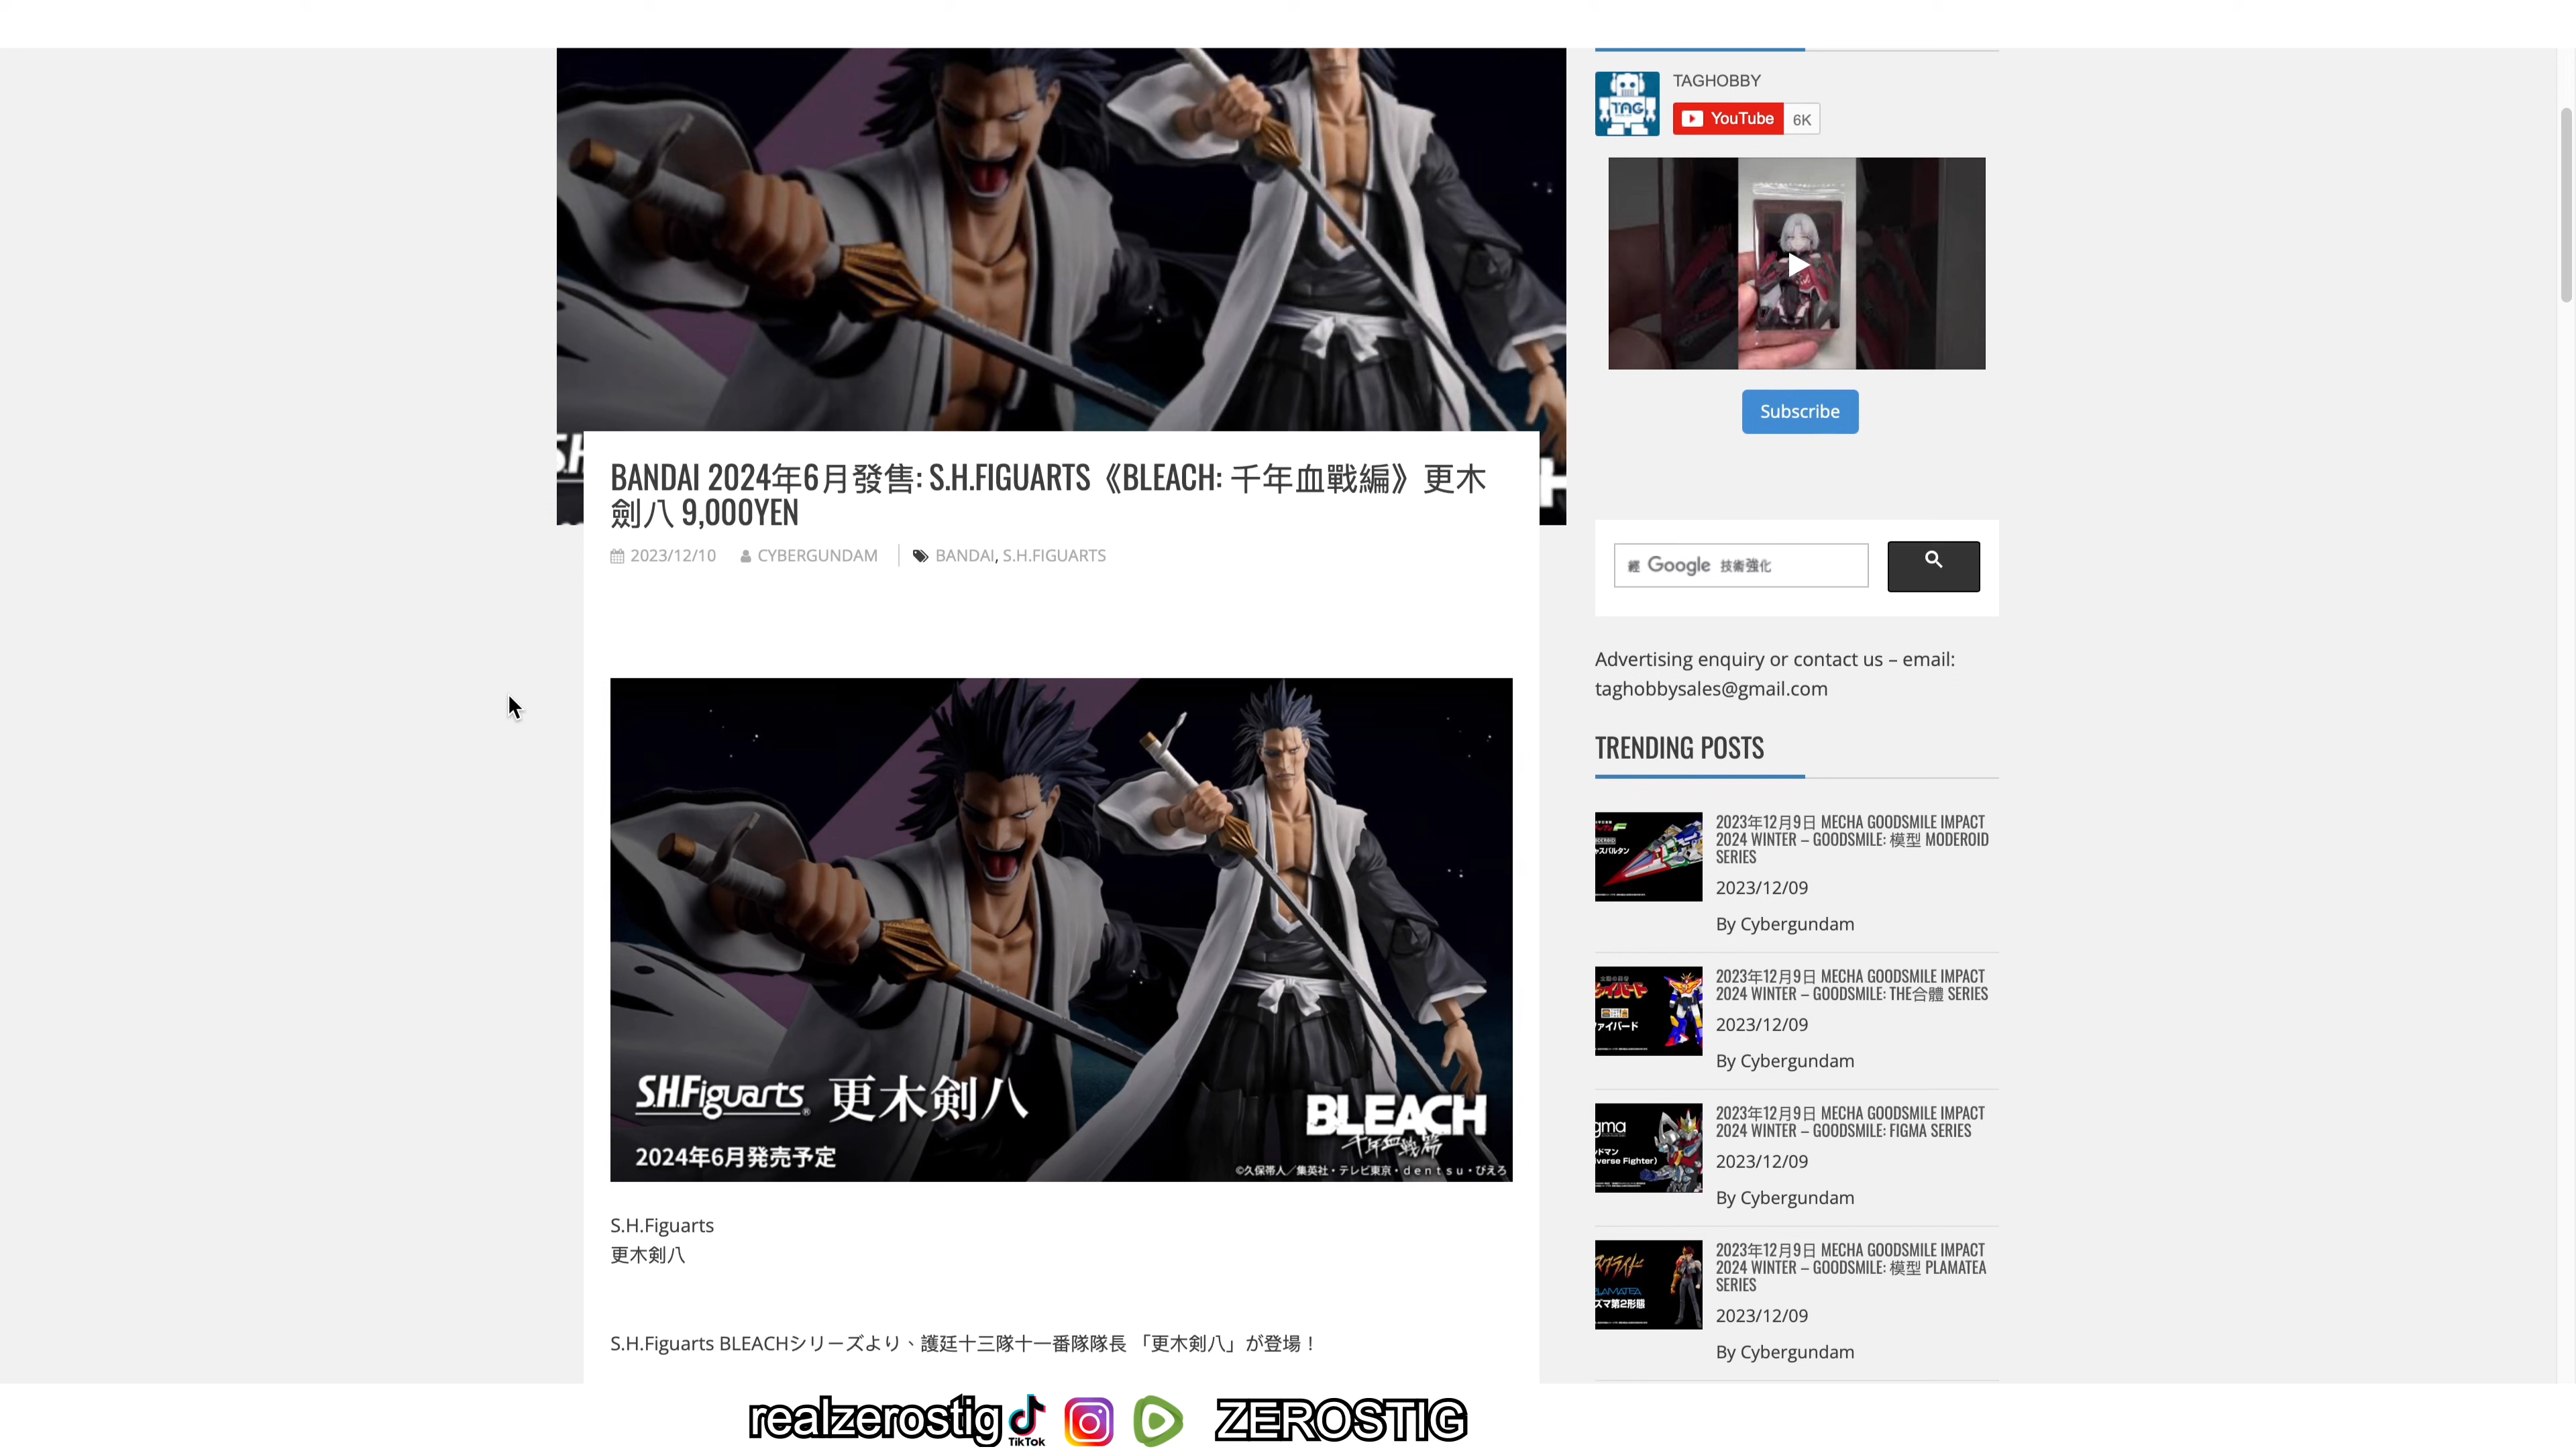 TAGHOBBY
TAG
YouTube 6K
Subscribe
BANDAI 2024年6月發售: S.H.FIGUARTS《BLEACH: 千年血戰編》更木
劍八 9,000YEN
2023/12/10 CYBERGUNDAM BANDAI, S.H.FIGUARTS
經 Google 技術強化
Advertising enquiry or contact us – email:
taghobbysales@gmail.com
TRENDING POSTS
2023年12月9日 MECHA GOODSMILE IMPACT
2024 WINTER – GOODSMILE: 模型 MODEROID
SERIES
2023/12/09
By Cybergundam
2023年12月9日 MECHA GOODSMILE IMPACT
2024 WINTER – GOODSMILE: THE合體 SERIES
2023/12/09
By Cybergundam
2023年12月9日 MECHA GOODSMILE IMPACT
2024 WINTER – GOODSMILE: FIGMA SERIES
2023/12/09
By Cybergundam
2023年12月9日 MECHA GOODSMILE IMPACT
2024 WINTER – GOODSMILE: 模型 PLAMATEA
SERIES
2023/12/09
By Cybergundam
S.H.Figuarts® 更木剣八
2024年6月発売予定
BLEACH
千年血戦篇
©久保帯人／集英社・テレビ東京・dentsu・ぴえろ
S.H.Figuarts
更木剣八
S.H.Figuarts BLEACHシリーズより、護廷十三隊十一番隊隊長 「更木剣八」が登場！
realzerostig TikTok ZEROSTIG